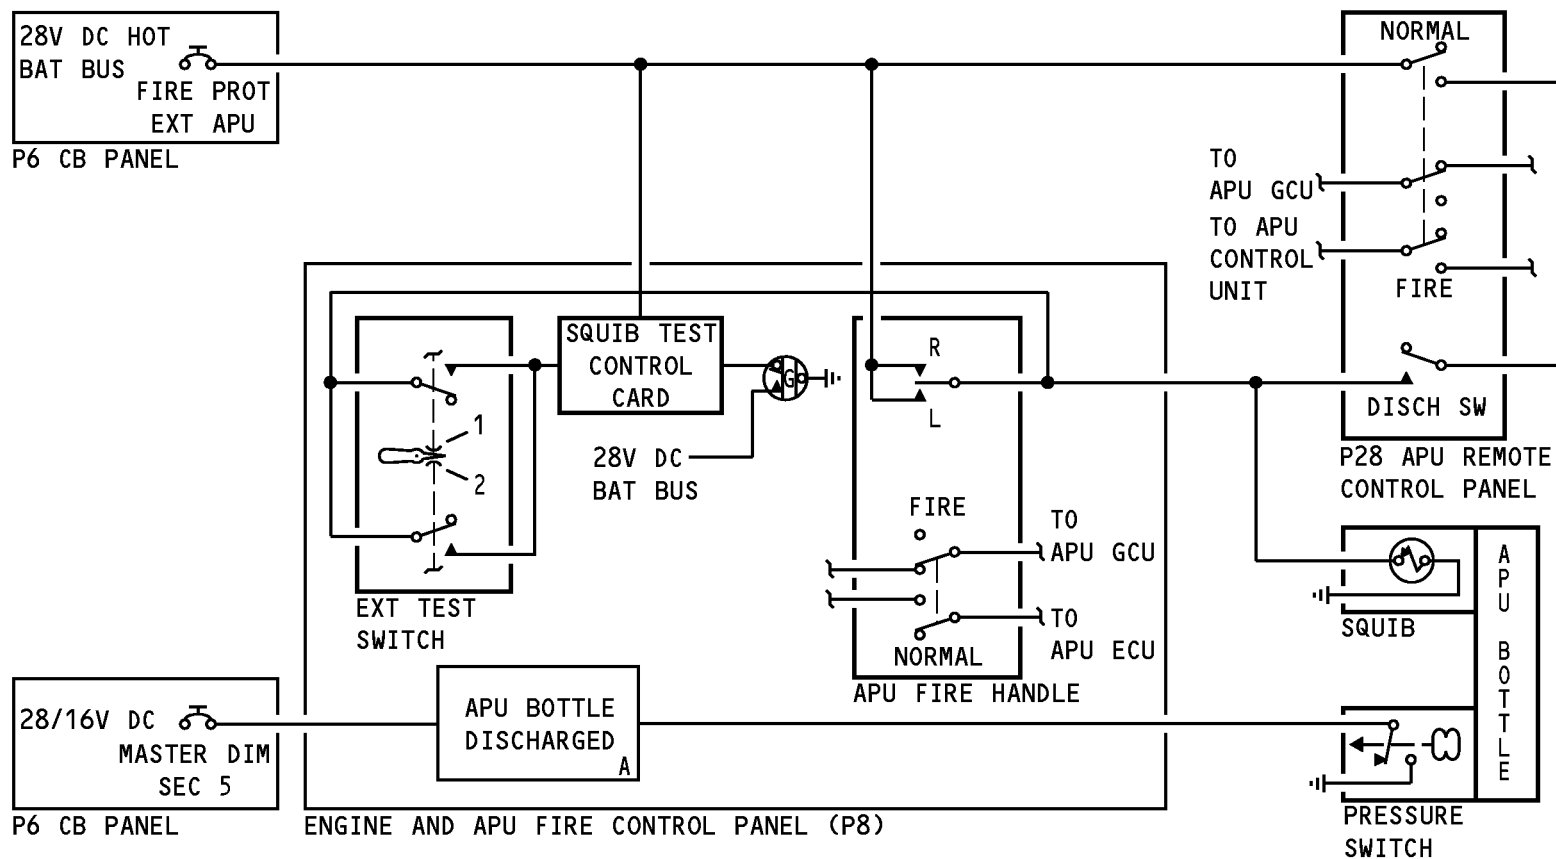 28V DC HOT
BAT BUS
FIRE PROT
EXT APU
P6 CB PANEL
NORMAL
TO
APU GCU
TO APU
CONTROL
UNIT
FIRE
DISCH SW
P28 APU REMOTE
CONTROL PANEL
SQUIB TEST
CONTROL
CARD
G
28V DC
BAT BUS
1
2
EXT TEST
SWITCH
R
L
FIRE
TO
APU GCU
TO
APU ECU
NORMAL
APU FIRE HANDLE
APU BOTTLE
DISCHARGED
A
28/16V DC
MASTER DIM
SEC 5
P6 CB PANEL
ENGINE AND APU FIRE CONTROL PANEL (P8)
SQUIB
APU BOTTLE
PRESSURE
SWITCH